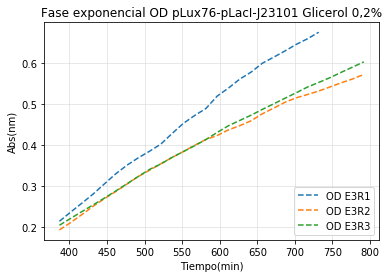 Fase exponencial OD pLux76-pLacI-J23101 Glicerol 0,2%
Abs(nm)
0.6
0.5
0.4
0.3
0.2
OD E3R1
OD E3R2
OD E3R3
400 450 500 550 600 650 700 750 800
Tiempo(min)